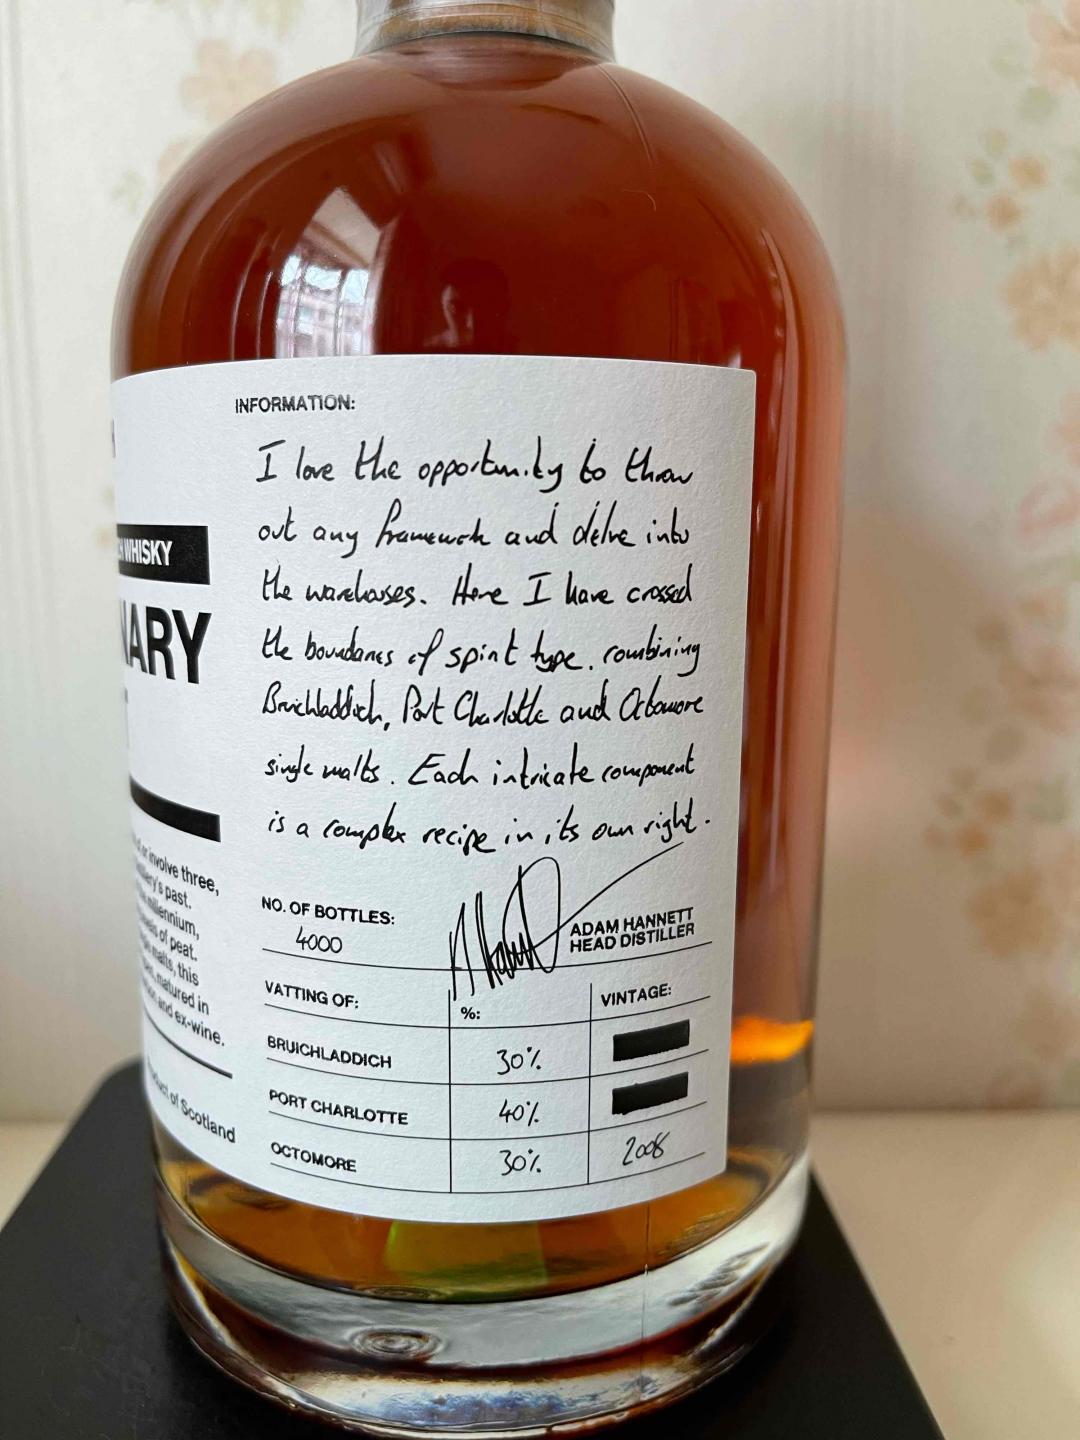 WHISKY
NARY
or involve three,
distillery's past.
millennium,
of peat.
malts, this
matured in
and ex-wine.
Product of Scotland
INFORMATION:
I love the opportunity to throw
out any framework and delve into
the warehouses. Here I have crossed
the boundaries of spirit type, combining
Bruichladdich, Port Charlotte and Octomore
single malts. Each intricate component
is a complex recipe in its own right.
NO. OF BOTTLES:
4000
ADAM HANNETT
HEAD DISTILLER
VATTING OF: %: VINTAGE:
BRUICHLADDICH 30%
PORT CHARLOTTE 40%
OCTOMORE 30% 2008